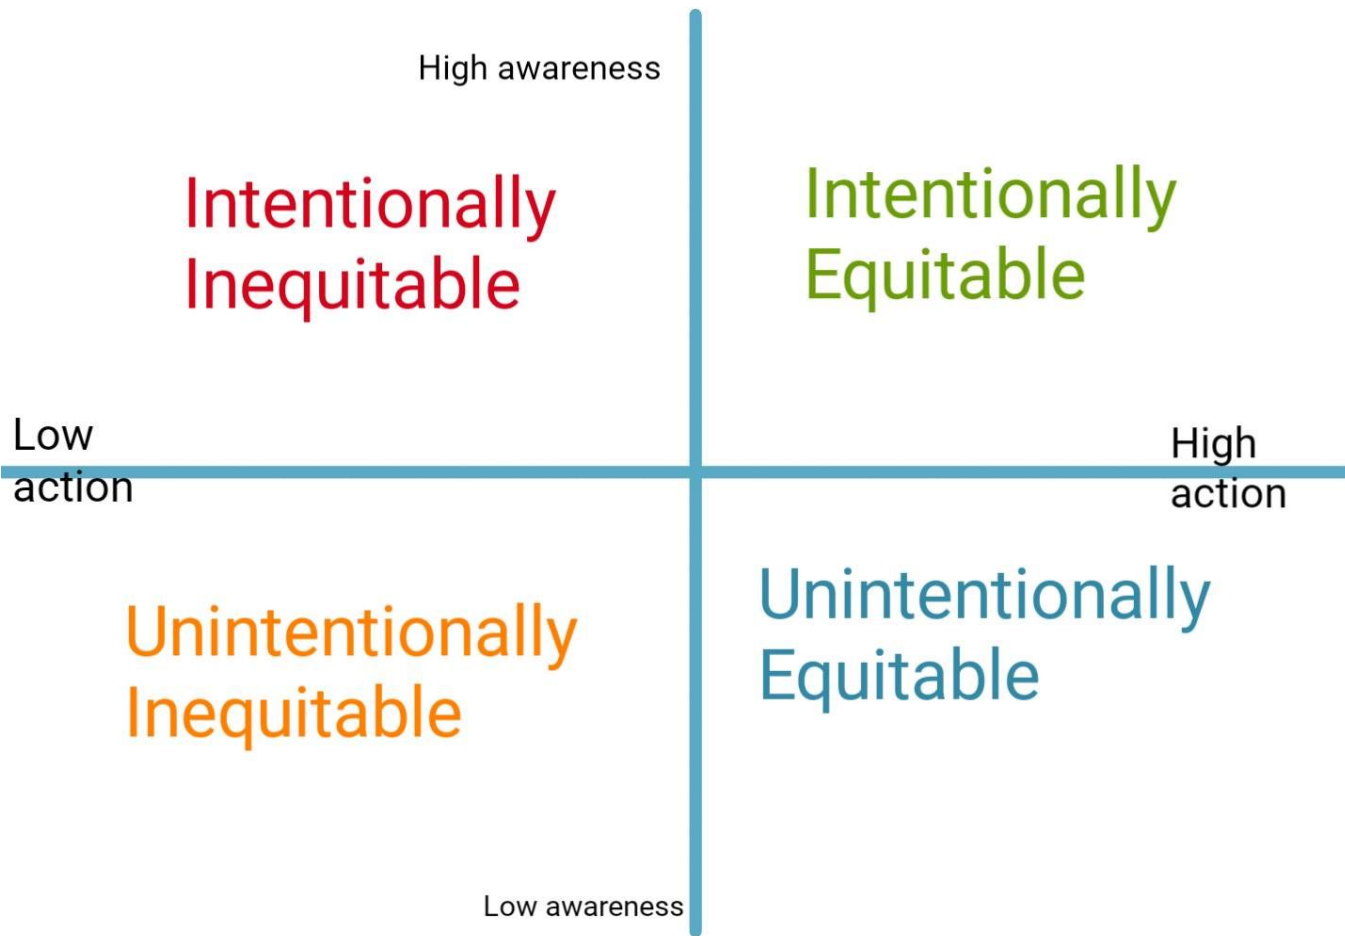 High awareness
Intentionally
Inequitable
Intentionally
Equitable
Low
action
High
action
Unintentionally
Inequitable
Unintentionally
Equitable
Low awareness